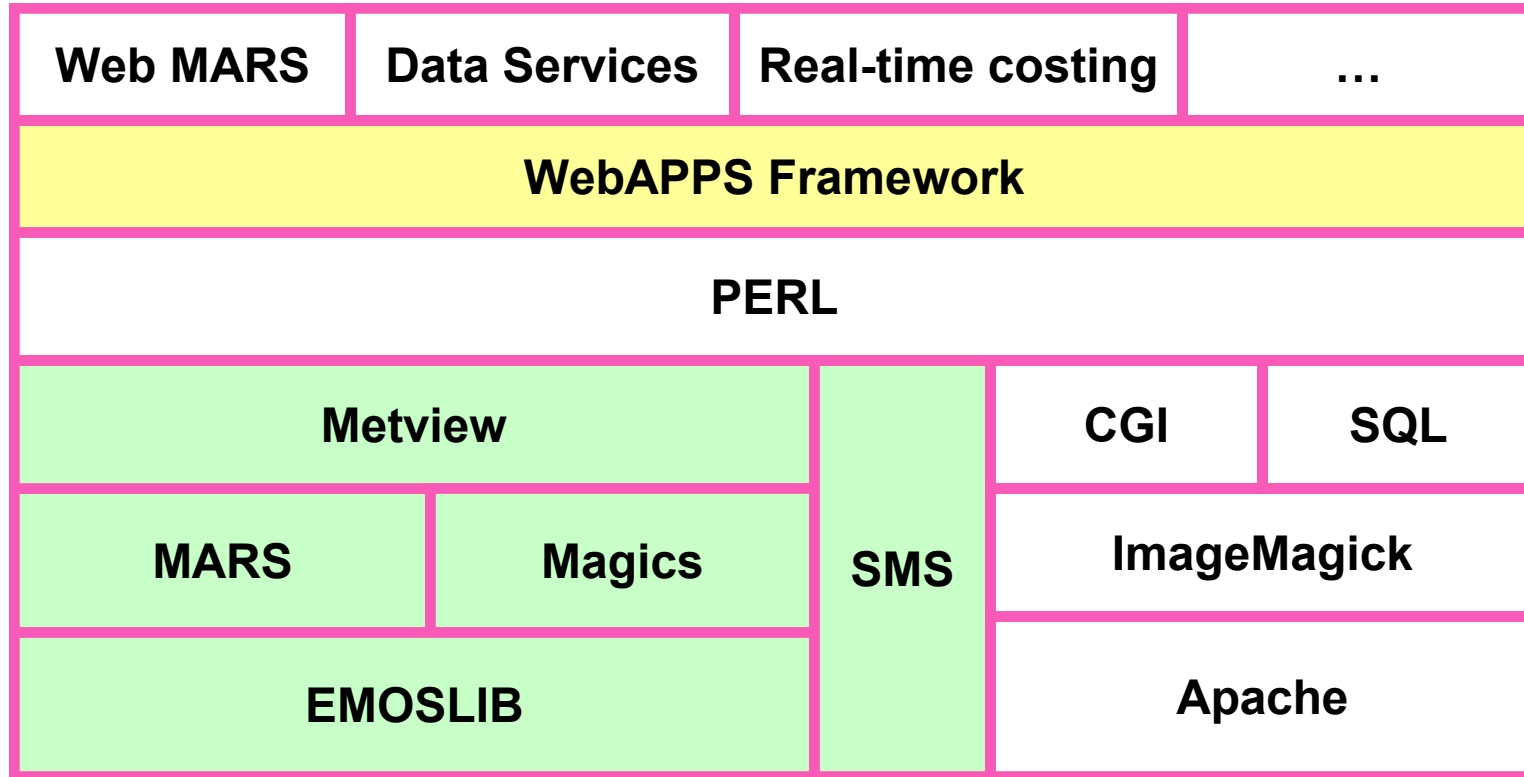 Web MARS
Data Services
Real-time costing
…
WebAPPS Framework
PERL
Metview
CGI
SQL
MARS
Magics
SMS
ImageMagick
EMOSLIB
Apache